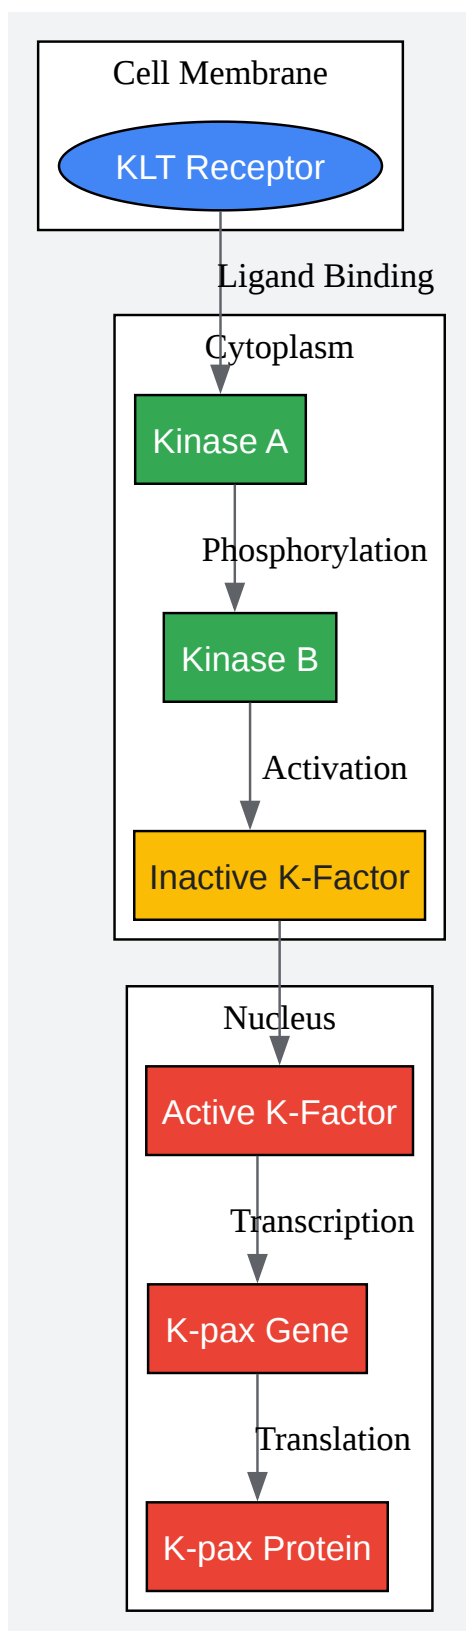 Cell Membrane
KLT Receptor
Ligand Binding
Cytoplasm
Kinase A
Phosphorylation
Kinase B
Activation
Inactive K-Factor
Nucleus
Active K-Factor
Transcription
K-pax Gene
Translation
K-pax Protein